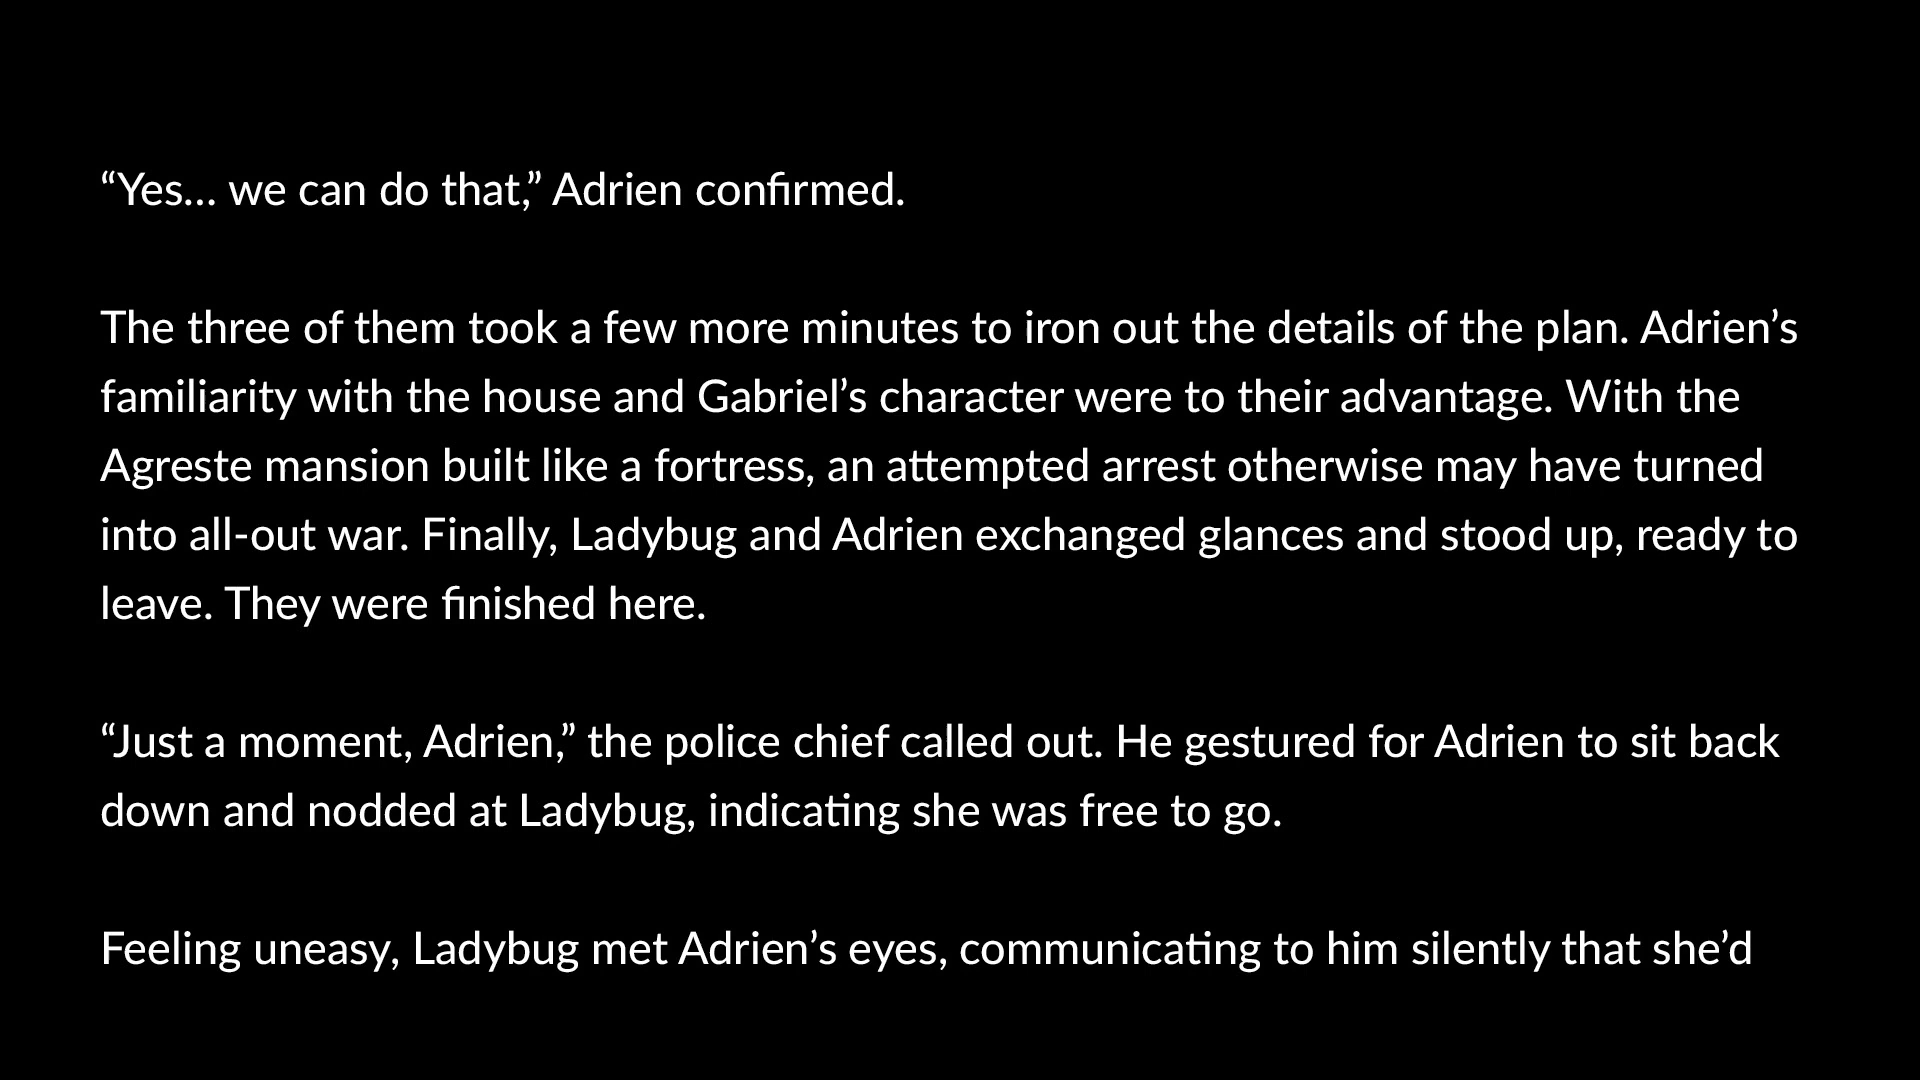 “Yes... we can do that,” Adrien confirmed.
The three of them took a few more minutes to iron out the details of the plan. Adrien’s
familiarity with the house and Gabriel’s character were to their advantage. With the
Agreste mansion built like a fortress, an attempted arrest otherwise may have turned
into all-out war. Finally, Ladybug and Adrien exchanged glances and stood up, ready to
leave. They were finished here.
“Just a moment, Adrien,” the police chief called out. He gestured for Adrien to sit back
down and nodded at Ladybug, indicating she was free to go.
Feeling uneasy, Ladybug met Adrien’s eyes, communicating to him silently that she’d